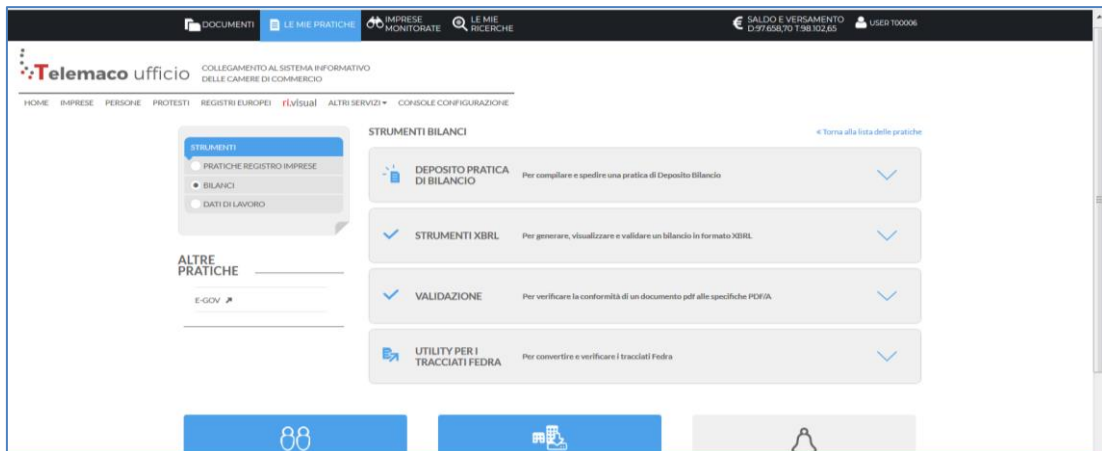 DOCUMENTI
LE MIE PRATICHE
IMPRESE
MONITORATE
LE MIE
RICERCHE
SALDO E VERSAMENTO
D:97.658,70 T:98.102,65
USER T00006
Telemaco ufficio
COLLEGAMENTO AL SISTEMA INFORMATIVO
DELLE CAMERE DI COMMERCIO
HOME IMPRESE PERSONE PROTESTI REGISTRI EUROPEI ri.visual ALTRI SERVIZI CONSOLE CONFIGURAZIONE
STRUMENTI
PRATICHE REGISTRO IMPRESE
BILANCI
DATI DI LAVORO
ALTRE
PRATICHE
E-GOV
STRUMENTI BILANCI
« Torna alla lista delle pratiche
DEPOSITO PRATICA
DI BILANCIO
Per compilare e spedire una pratica di Deposito Bilancio
STRUMENTI XBRL
Per generare, visualizzare e validare un bilancio in formato XBRL
VALIDAZIONE
Per verificare la conformità di un documento pdf alle specifiche PDF/A
UTILITY PER I
TRACCIATI FEDRA
Per convertire e verificare i tracciati Fedra